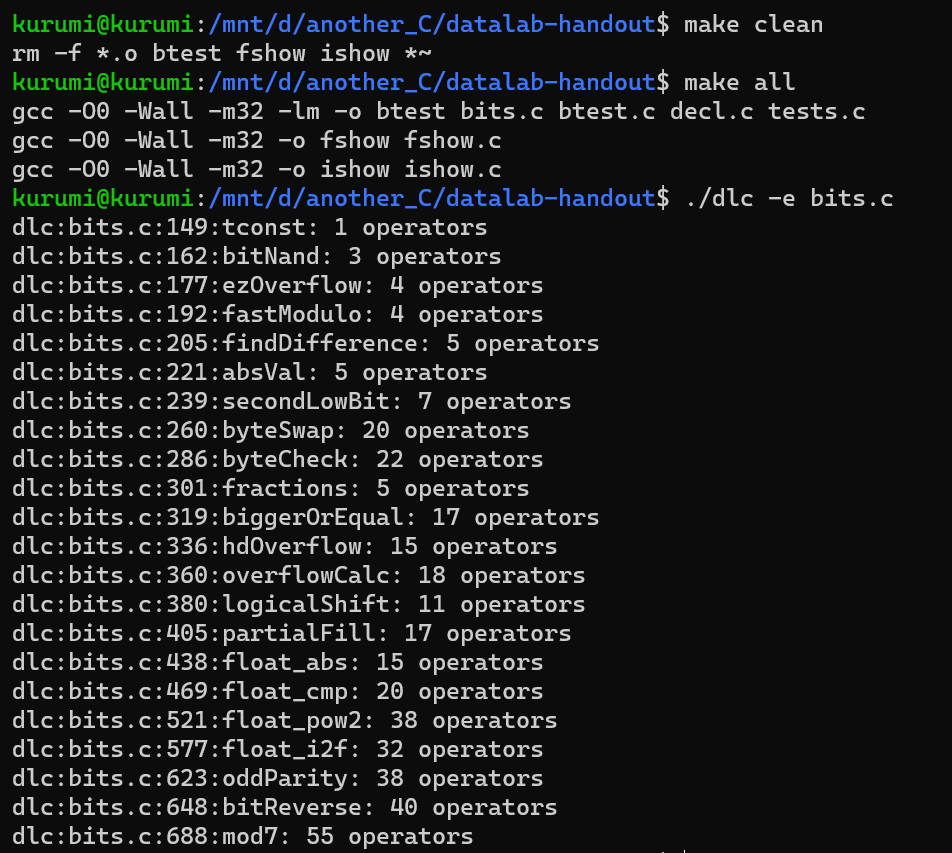 kurumi@kurumi:/mnt/d/another_C/datalab-handout$ make clean
rm -f *.o btest fshow ishow *~
kurumi@kurumi:/mnt/d/another_C/datalab-handout$ make all
gcc -O0 -Wall -m32 -lm -o btest bits.c btest.c decl.c tests.c
gcc -O0 -Wall -m32 -o fshow fshow.c
gcc -O0 -Wall -m32 -o ishow ishow.c
kurumi@kurumi:/mnt/d/another_C/datalab-handout$ ./dlc -e bits.c
dlc:bits.c:149:tconst: 1 operators
dlc:bits.c:162:bitNand: 3 operators
dlc:bits.c:177:ezOverflow: 4 operators
dlc:bits.c:192:fastModulo: 4 operators
dlc:bits.c:205:findDifference: 5 operators
dlc:bits.c:221:absVal: 5 operators
dlc:bits.c:239:secondLowBit: 7 operators
dlc:bits.c:260:byteSwap: 20 operators
dlc:bits.c:286:byteCheck: 22 operators
dlc:bits.c:301:fractions: 5 operators
dlc:bits.c:319:biggerOrEqual: 17 operators
dlc:bits.c:336:hdOverflow: 15 operators
dlc:bits.c:360:overflowCalc: 18 operators
dlc:bits.c:380:logicalShift: 11 operators
dlc:bits.c:405:partialFill: 17 operators
dlc:bits.c:438:float_abs: 15 operators
dlc:bits.c:469:float_cmp: 20 operators
dlc:bits.c:521:float_pow2: 38 operators
dlc:bits.c:577:float_i2f: 32 operators
dlc:bits.c:623:oddParity: 38 operators
dlc:bits.c:648:bitReverse: 40 operators
dlc:bits.c:688:mod7: 55 operators